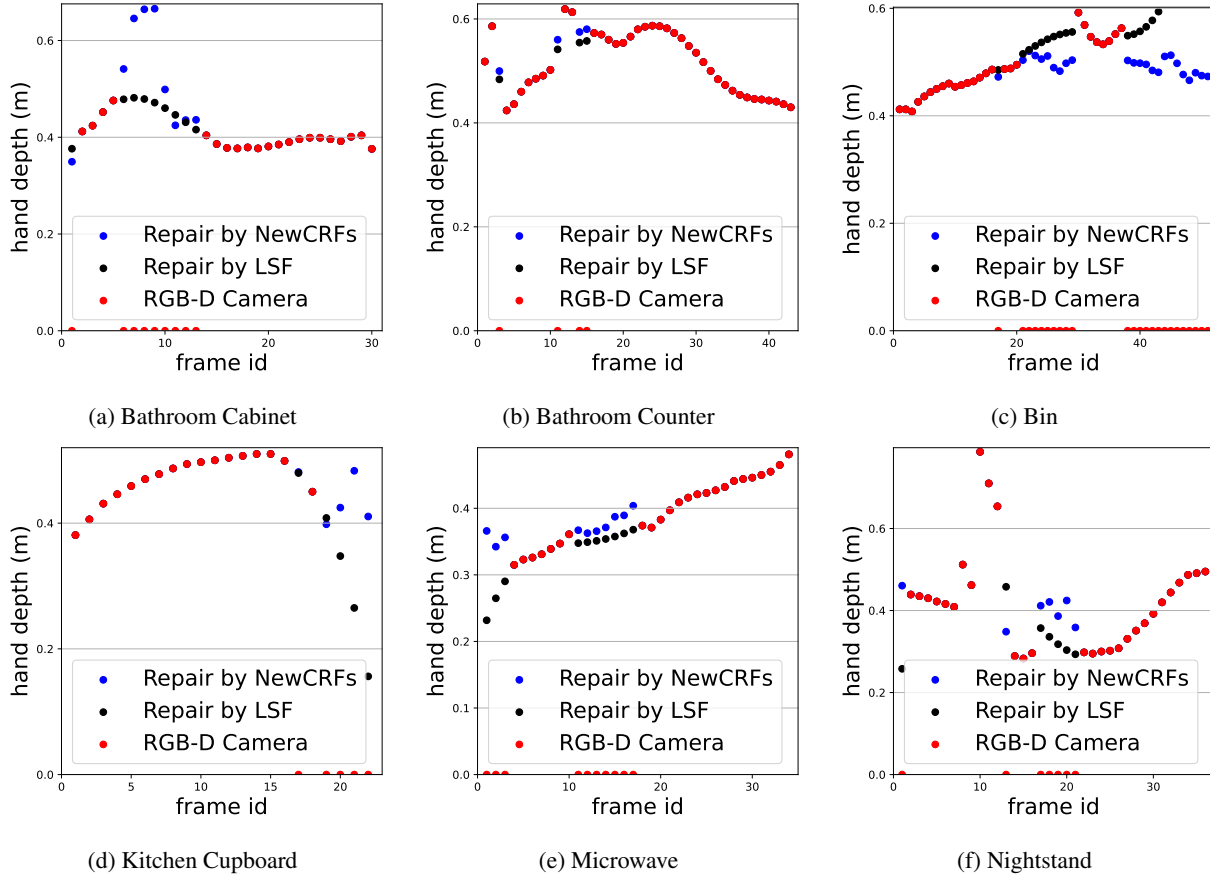 0.6
0.4
0.2
0.0
hand depth (m)
Repair by NewCRFs
Repair by LSF
RGB-D Camera
0 10 20 30
frame id
(a) Bathroom Cabinet
0.6
0.4
0.2
0.0
hand depth (m)
Repair by NewCRFs
Repair by LSF
RGB-D Camera
0 10 20 30 40
frame id
(b) Bathroom Counter
0.4
0.2
0.0
hand depth (m)
Repair by NewCRFs
Repair by LSF
RGB-D Camera
0 20 40
frame id
(c) Bin
0.4
0.2
0.0
hand depth (m)
Repair by NewCRFs
Repair by LSF
RGB-D Camera
0 5 10 15 20
frame id
(d) Kitchen Cupboard
0.4
0.3
0.2
0.1
0.0
hand depth (m)
Repair by NewCRFs
Repair by LSF
RGB-D Camera
0 10 20 30
frame id
(e) Microwave
0.6
0.4
0.2
0.0
hand depth (m)
Repair by NewCRFs
Repair by LSF
RGB-D Camera
0 10 20 30
frame id
(f) Nightstand